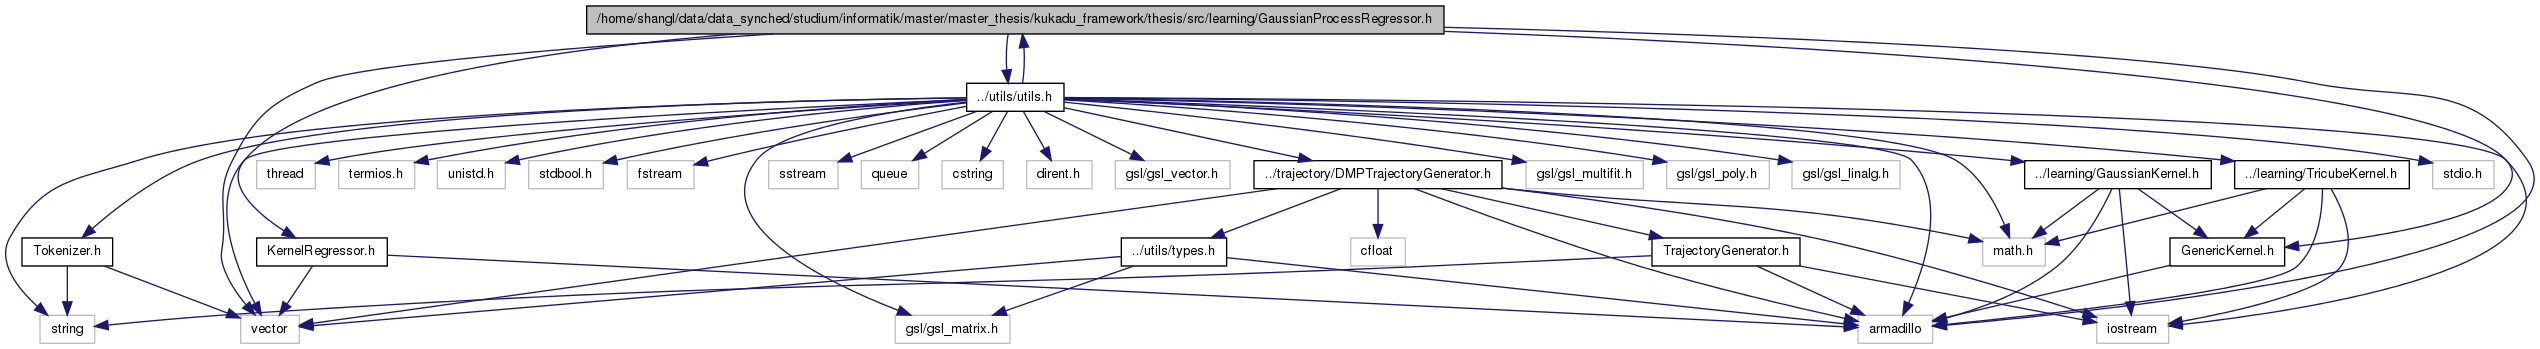 /home/shangl/data/data_synched/studium/informatik/master/master_thesis/kukadu_framework/thesis/src/learning/GaussianProcessRegressor.h
../utils/utils.h
thread
termios.h
unistd.h
stdbool.h
fstream
sstream
queue
cstring
dirent.h
gsl/gsl_vector.h
../trajectory/DMPTrajectoryGenerator.h
gsl/gsl_multifit.h
gsl/gsl_poly.h
gsl/gsl_linalg.h
../learning/GaussianKernel.h
../learning/TricubeKernel.h
stdio.h
Tokenizer.h
KernelRegressor.h
../utils/types.h
cfloat
TrajectoryGenerator.h
math.h
GenericKernel.h
string
vector
gsl/gsl_matrix.h
armadillo
iostream